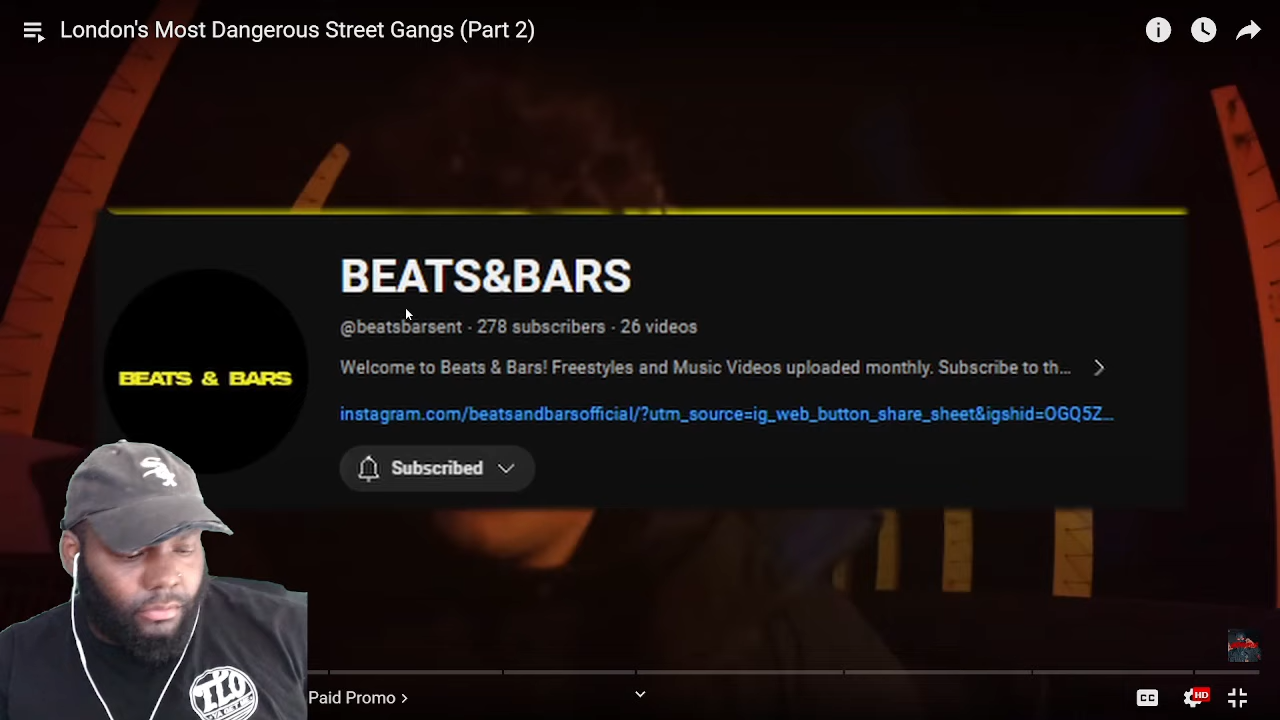 London's Most Dangerous Street Gangs (Part 2)
BEATS&BARS
@beatsbarsent · 278 subscribers · 26 videos
BEATS & BARS
Welcome to Beats & Bars! Freestyles and Music Videos uploaded monthly. Subscribe to th...
instagram.com/beatsandbarsofficial/?utm_source=ig_web_button_share_sheet&igshid=OGQ5Z...
Subscribed
TLO
Paid Promo
CC
HD